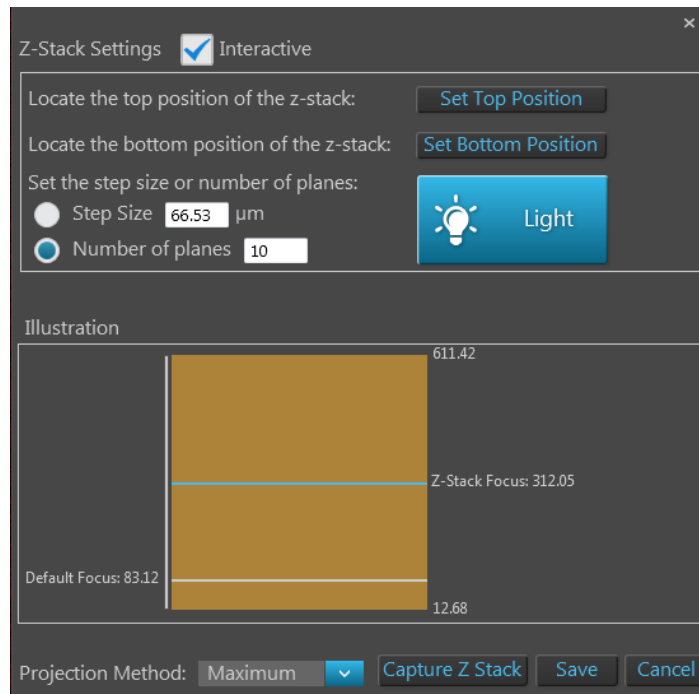 ×
Z-Stack Settings Interactive
Locate the top position of the z-stack: Set Top Position
Locate the bottom position of the z-stack: Set Bottom Position
Set the step size or number of planes:
Step Size 66.53 μm
Light
Number of planes 10
Illustration
611.42
Z-Stack Focus: 312.05
Default Focus: 83.12
12.68
Projection Method: Maximum Capture Z Stack Save Cancel